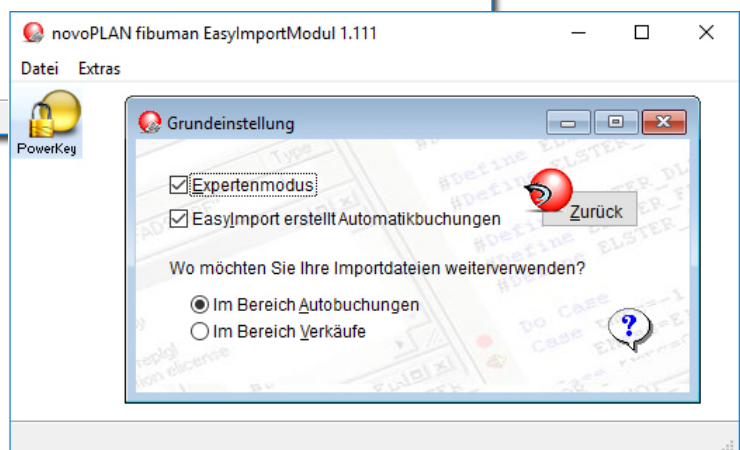 novoPLAN fibuman EasyImportModul 1.111
Datei Extras
PowerKey
Grundeinstellung
Expertenmodus
EasyImport erstellt Automatikbuchungen
Zurück
Wo möchten Sie Ihre Importdateien weiterverwenden?
Im Bereich Autobuchungen
Im Bereich Verkäufe